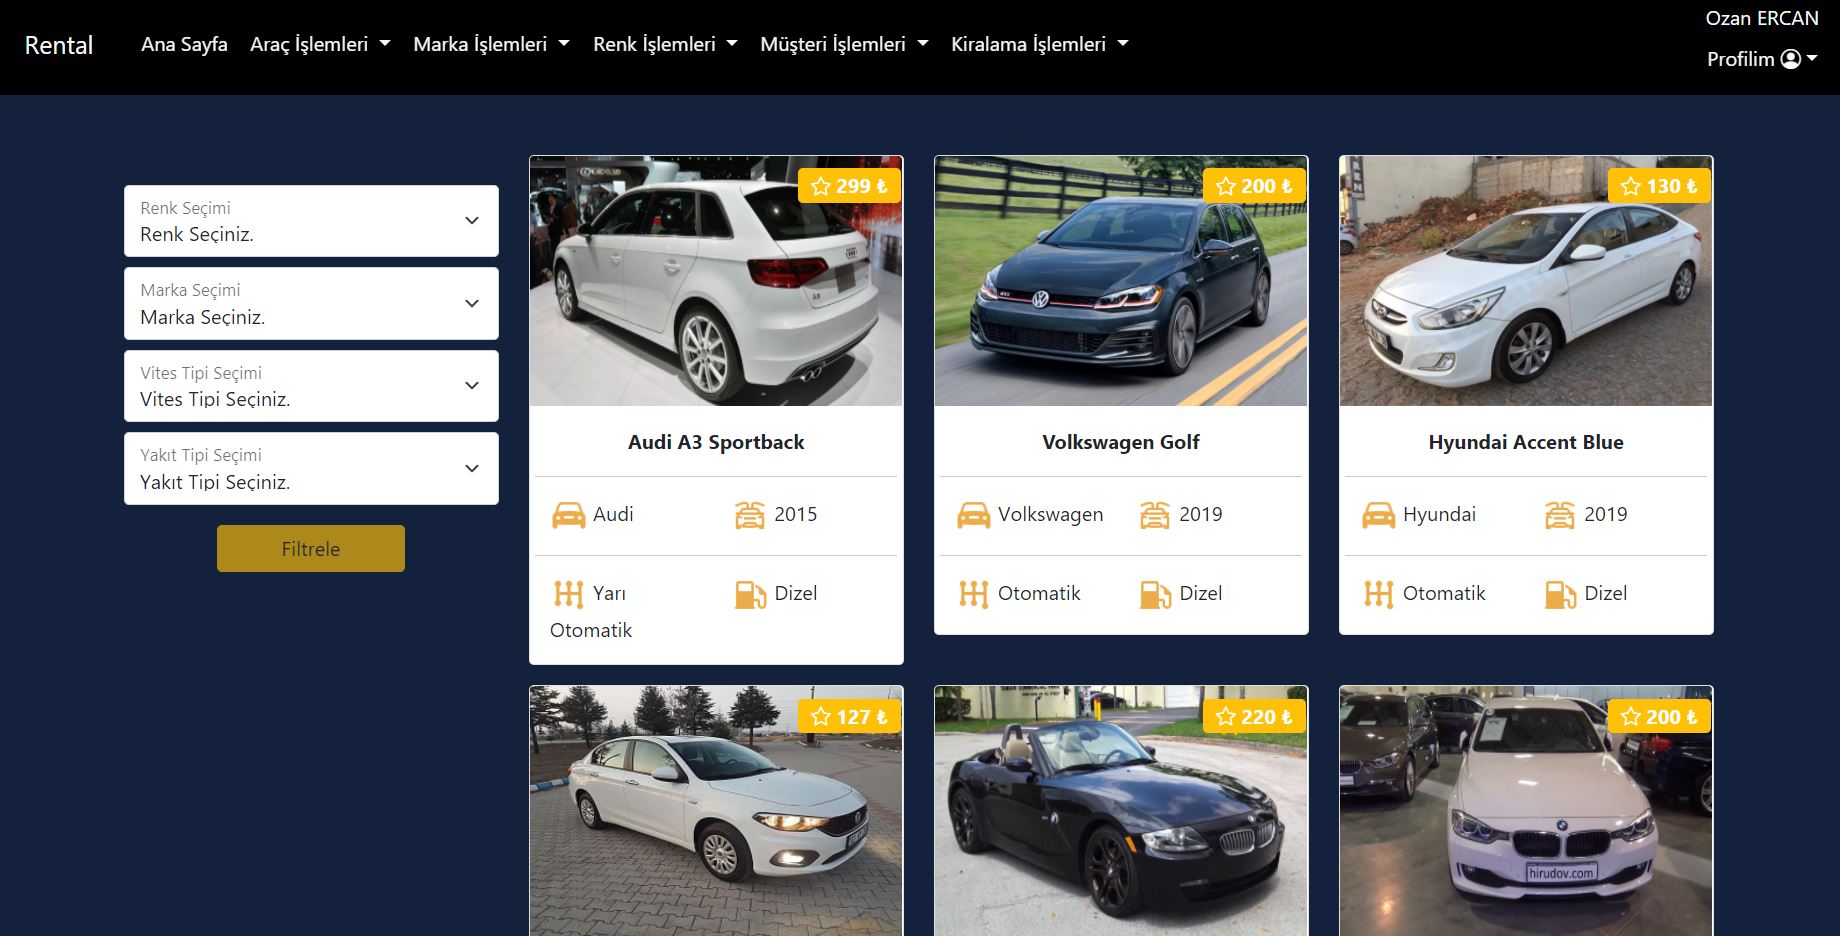 Rental
Ana Sayfa
Araç İşlemleri
Marka İşlemleri
Renk İşlemleri
Müşteri İşlemleri
Kiralama İşlemleri
Ozan ERCAN
Profilim
Renk Seçimi
Renk Seçiniz.
Marka Seçimi
Marka Seçiniz.
Vites Tipi Seçimi
Vites Tipi Seçiniz.
Yakıt Tipi Seçimi
Yakıt Tipi Seçiniz.
Filtrele
299 ₺
Audi A3 Sportback
Audi
2015
Yarı
Otomatik
Dizel
200 ₺
Volkswagen Golf
Volkswagen
2019
Otomatik
Dizel
130 ₺
Hyundai Accent Blue
Hyundai
2019
Otomatik
Dizel
127 ₺
220 ₺
200 ₺
hirudov.com